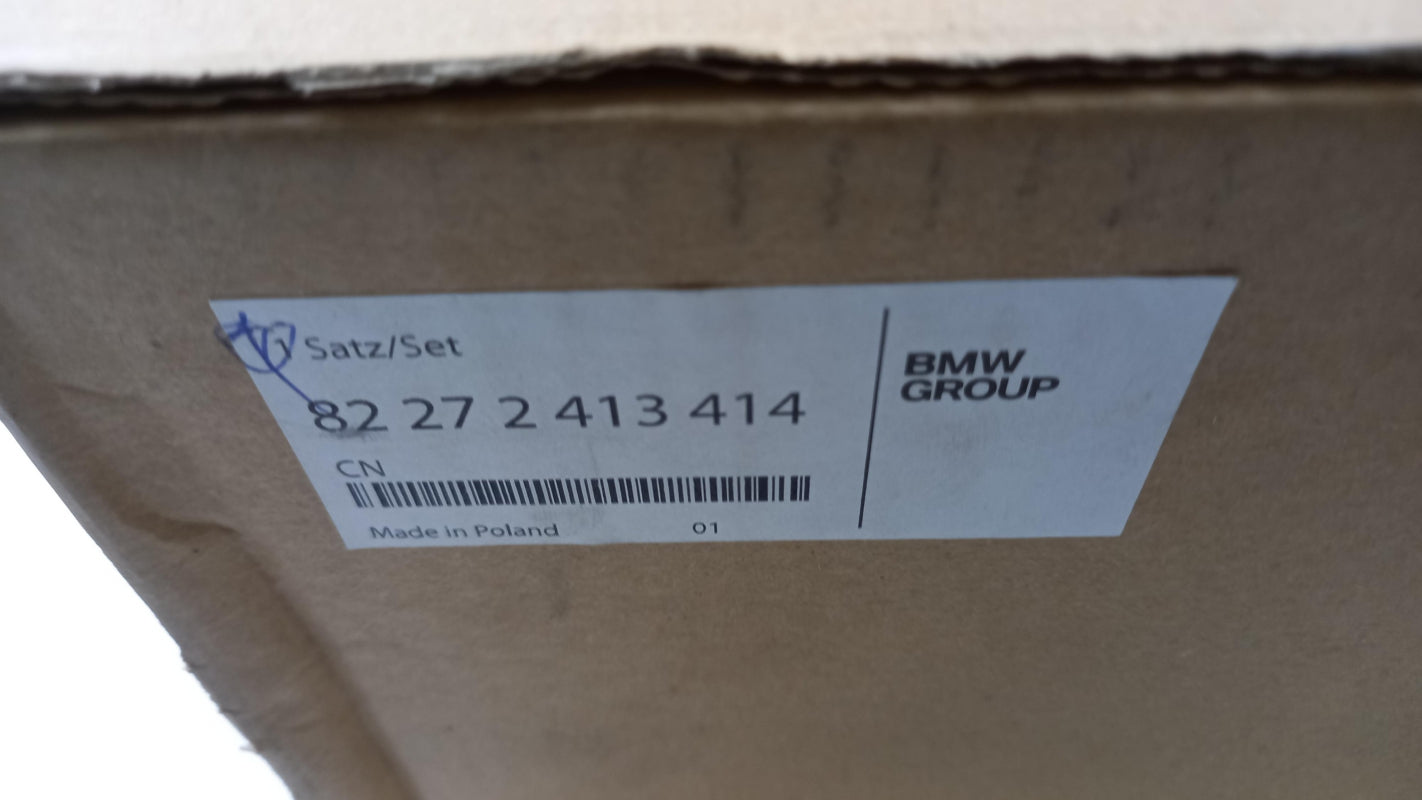 1 Satz/Set
82 27 2 413 414
CN
Made in Poland 01
BMW
GROUP